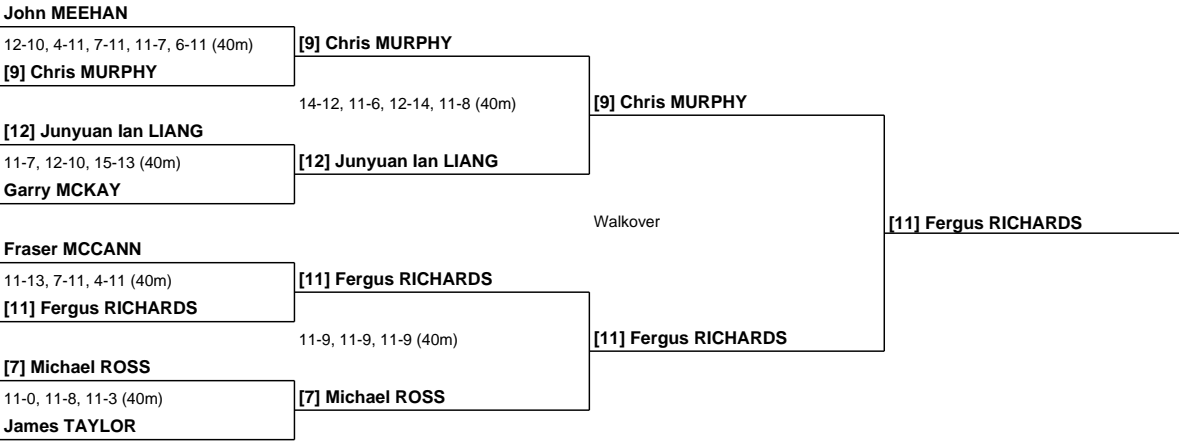 John MEEHAN
12-10, 4-11, 7-11, 11-7, 6-11 (40m)
[9] Chris MURPHY
[9] Chris MURPHY
14-12, 11-6, 12-14, 11-8 (40m)
[9] Chris MURPHY
[12] Junyuan Ian LIANG
11-7, 12-10, 15-13 (40m)
[12] Junyuan Ian LIANG
Garry MCKAY
Walkover
[11] Fergus RICHARDS
Fraser MCCANN
11-13, 7-11, 4-11 (40m)
[11] Fergus RICHARDS
[11] Fergus RICHARDS
11-9, 11-9, 11-9 (40m)
[11] Fergus RICHARDS
[7] Michael ROSS
11-0, 11-8, 11-3 (40m)
[7] Michael ROSS
James TAYLOR